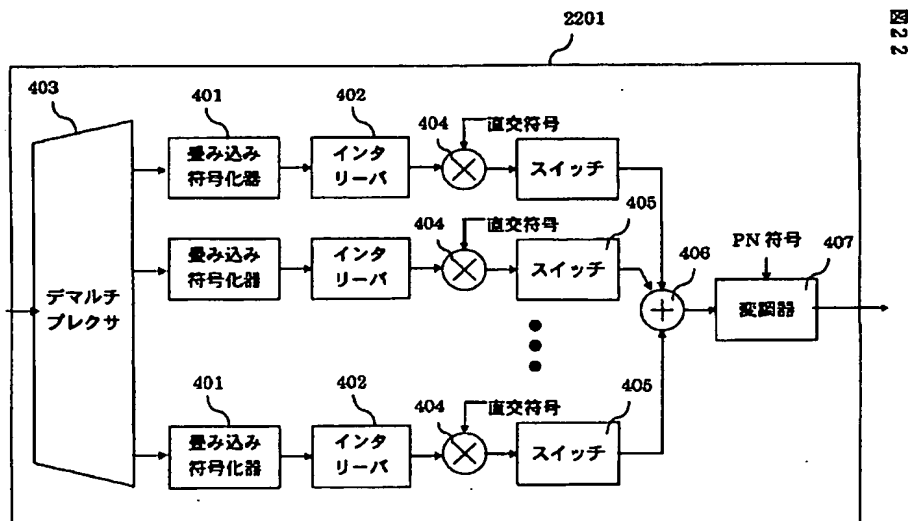 図22
2201
403
401
402
404
直交符号
畳み込み
符号化器
インタ
リーバ
スイッチ
405
404
直交符号
畳み込み
符号化器
インタ
リーバ
スイッチ
PN 符号
407
406
変調器
デマルチ
プレクサ
401
402
404
直交符号
405
畳み込み
符号化器
インタ
リーバ
スイッチ